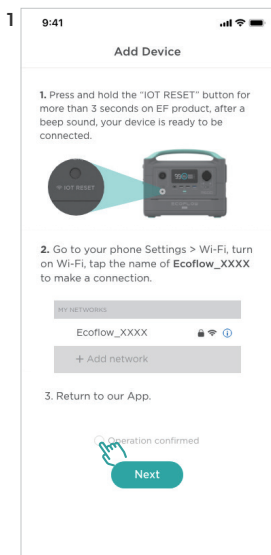 1
9:41
Add Device
1. Press and hold the “IOT RESET” button for
more than 3 seconds on EF product, after a
beep sound, your device is ready to be
connected.
IOT RESET
ECOFLOW
2. Go to your phone Settings > Wi-Fi, turn
on Wi-Fi, tap the name of Ecoflow_XXXX
to make a connection.
MY NETWORKS
Ecoflow_XXXX
+ Add network
3. Return to our App.
Operation confirmed
Next